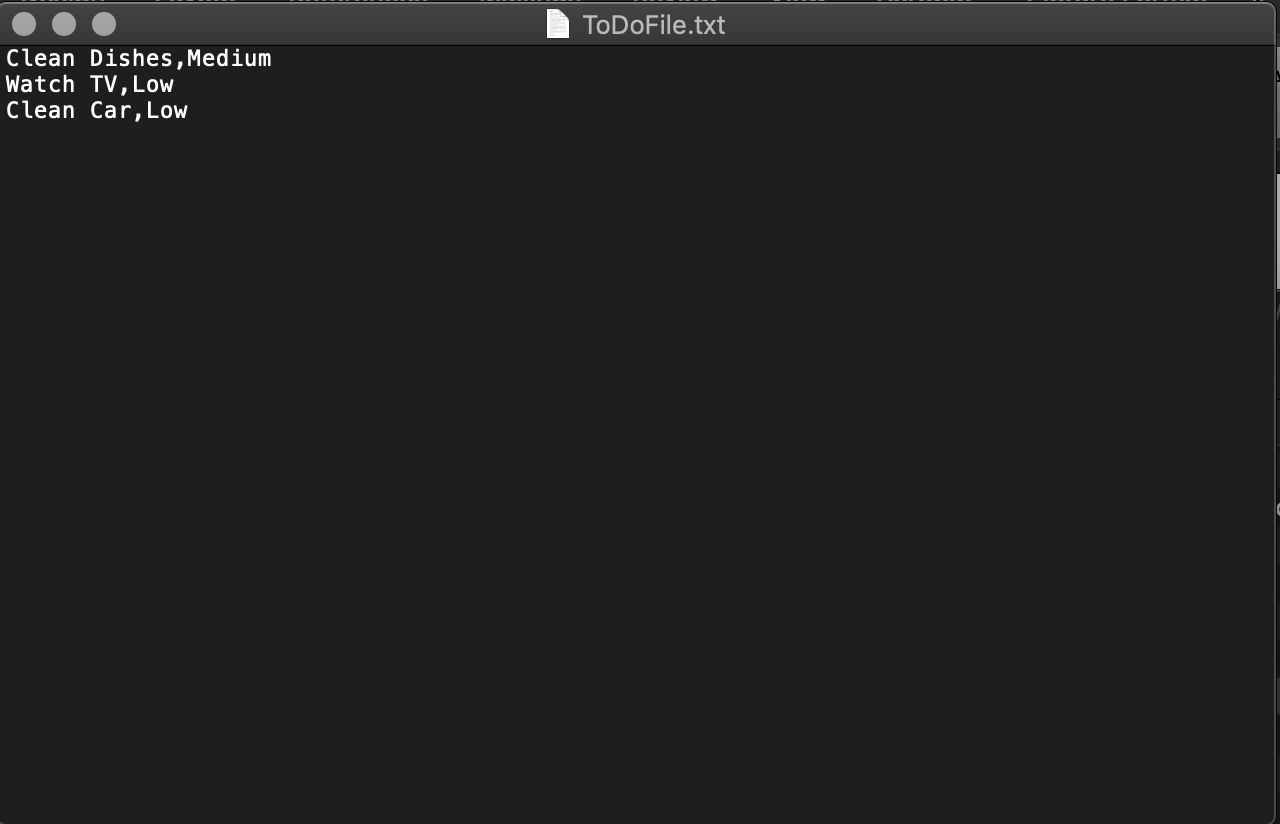 ToDoFile.txt
Clean Dishes,Medium
Watch TV,Low
Clean Car,Low